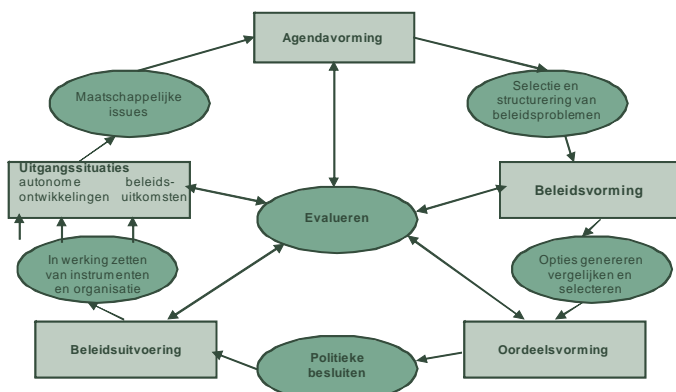 Agendavorming
Maatschappelijke
issues
Selectie en
structurering van
beleidsproblemen
Uitgangssituaties
autonome beleids-
ontwikkelingen uitkomsten
Beleidsvorming
Evalueren
In werking zetten
van instrumenten
en organisatie
Opties genereren
vergelijken en
selecteren
Beleidsuitvoering
Politieke
besluiten
Oordeelsvorming